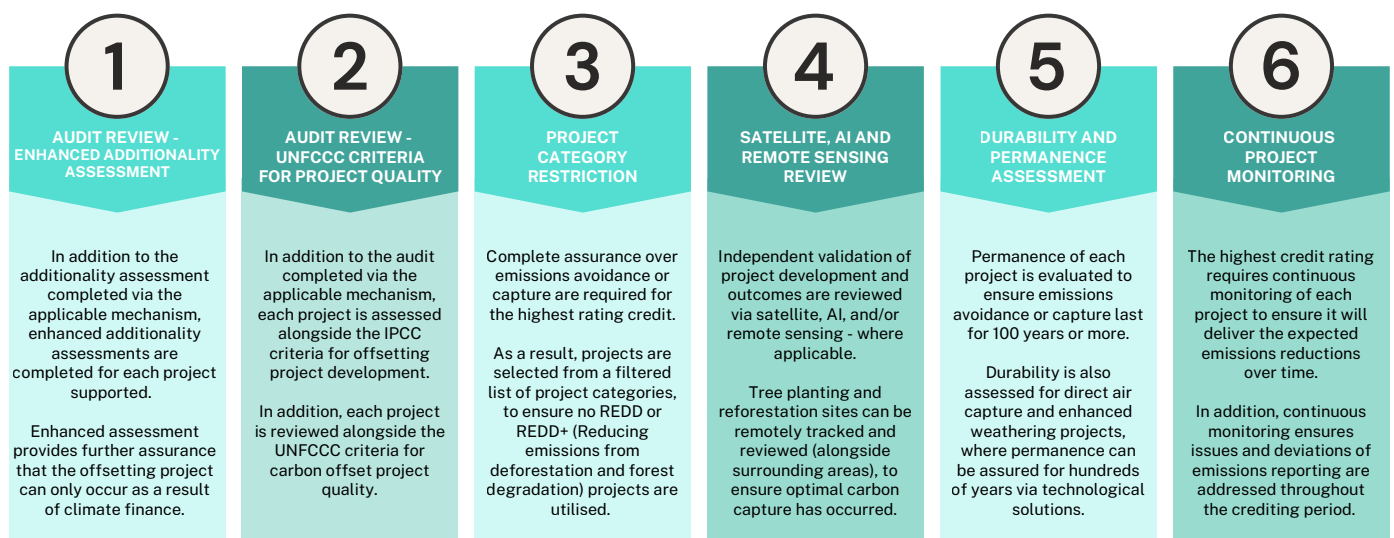 1
AUDIT REVIEW -
ENHANCED ADDITIONALITY
ASSESSMENT
In addition to the
additionality assessment
completed via the
applicable mechanism,
enhanced additionality
assessments are
completed for each project
supported.
Enhanced assessment
provides further assurance
that the offsetting project
can only occur as a result
of climate finance.
2
AUDIT REVIEW -
UNFCCC CRITERIA
FOR PROJECT QUALITY
In addition to the audit
completed via the
applicable mechanism,
each project is assessed
alongside the IPCC
criteria for offsetting
project development.
In addition, each project
is reviewed alongside the
UNFCCC criteria for
carbon offset project
quality.
3
PROJECT
CATEGORY
RESTRICTION
Complete assurance over
emissions avoidance or
capture are required for
the highest rating credit.
As a result, projects are
selected from a filtered
list of project categories,
to ensure no REDD or
REDD+ (Reducing
emissions from
deforestation and forest
degradation) projects are
utilised.
4
SATELLITE, AI AND
REMOTE SENSING
REVIEW
Independent validation of
project development and
outcomes are reviewed
via satellite, AI, and/or
remote sensing - where
applicable.
Tree planting and
reforestation sites can be
remotely tracked and
reviewed (alongside
surrounding areas), to
ensure optimal carbon
capture has occurred.
5
DURABILITY AND
PERMANENCE
ASSESSMENT
Permanence of each
project is evaluated to
ensure emissions
avoidance or capture last
for 100 years or more.
Durability is also
assessed for direct air
capture and enhanced
weathering projects,
where permanence can
be assured for hundreds
of years via technological
solutions.
6
CONTINUOUS
PROJECT
MONITORING
The highest credit rating
requires continuous
monitoring of each
project to ensure it will
deliver the expected
emissions reductions
over time.
In addition, continuous
monitoring ensures
issues and deviations of
emissions reporting are
addressed throughout
the crediting period.